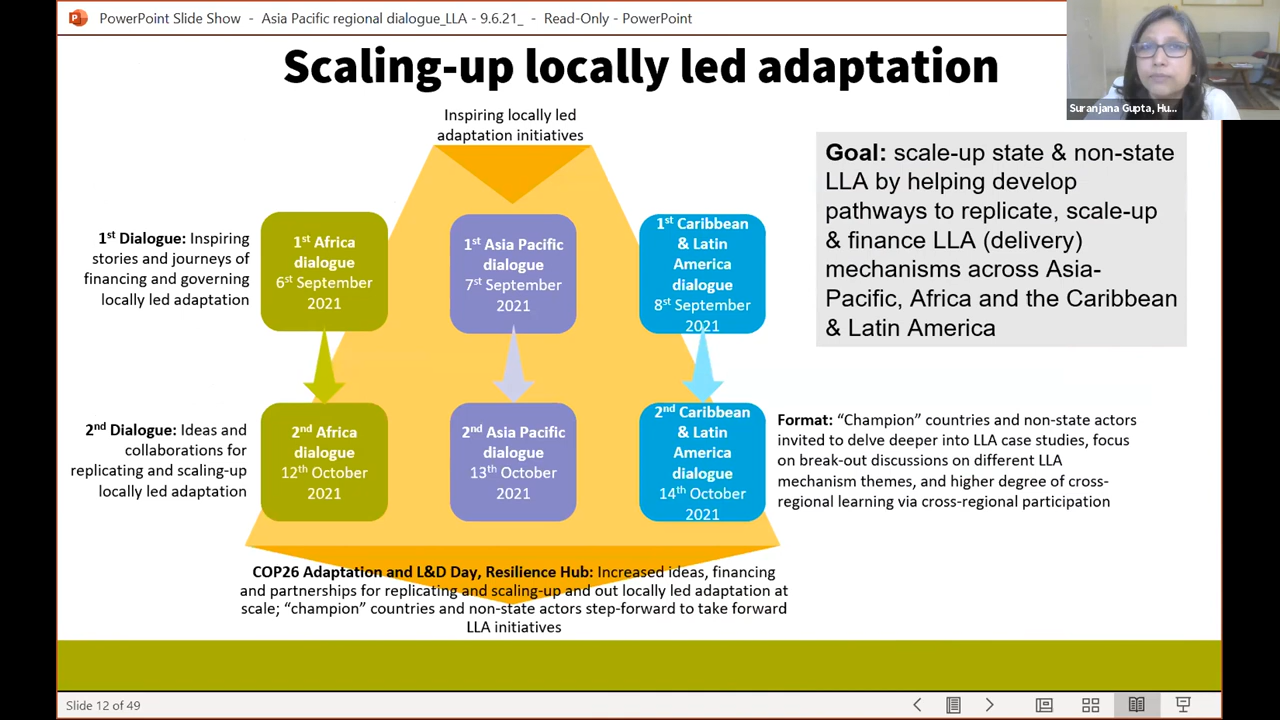 PowerPoint Slide Show - Asia Pacific regional dialogue_LLA - 9.6.21_ - Read-Only - PowerPoint
Suranjana Gupta, Hu...
Scaling-up locally led adaptation
Inspiring locally led
adaptation initiatives
Goal: scale-up state & non-state
LLA by helping develop
pathways to replicate, scale-up
& finance LLA (delivery)
mechanisms across Asia-
Pacific, Africa and the Caribbean
& Latin America
1st Dialogue: Inspiring
stories and journeys of
financing and governing
locally led adaptation
1st Africa
dialogue
6st September
2021
1st Asia Pacific
dialogue
7st September
2021
1st Caribbean
& Latin
America
dialogue
8st September
2021
2nd Dialogue: Ideas and
collaborations for
replicating and scaling-up
locally led adaptation
2nd Africa
dialogue
12th October
2021
2nd Asia Pacific
dialogue
13th October
2021
2nd Caribbean
& Latin
America
dialogue
14th October
2021
Format: “Champion” countries and non-state actors
invited to delve deeper into LLA case studies, focus
on break-out discussions on different LLA
mechanism themes, and higher degree of cross-
regional learning via cross-regional participation
COP26 Adaptation and L&D Day, Resilience Hub: Increased ideas, financing
and partnerships for replicating and scaling-up and out locally led adaptation at
scale; “champion” countries and non-state actors step-forward to take forward
LLA initiatives
Slide 12 of 49